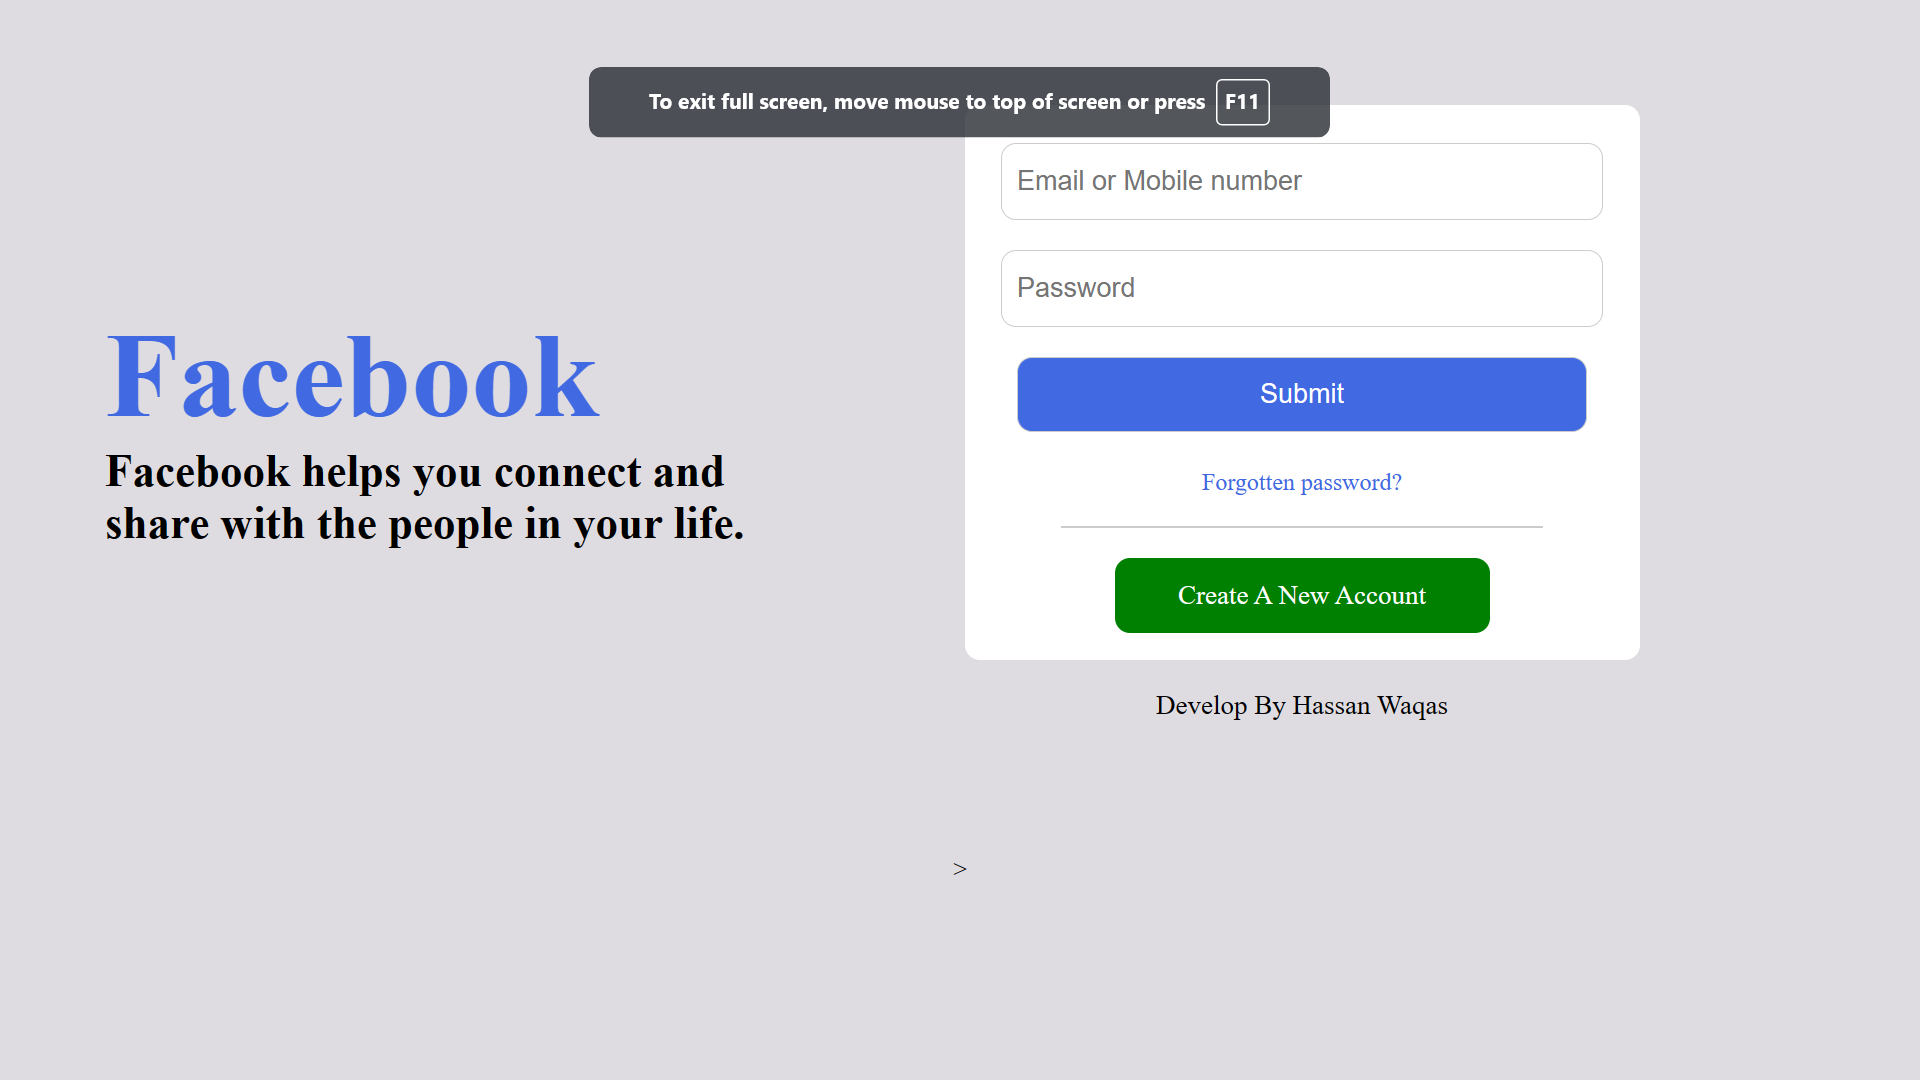 To exit full screen, move mouse to top of screen or press F11
Email or Mobile number
Password
Submit
Forgotten password?
Create A New Account
Develop By Hassan Waqas
Facebook
Facebook helps you connect and
share with the people in your life.
>